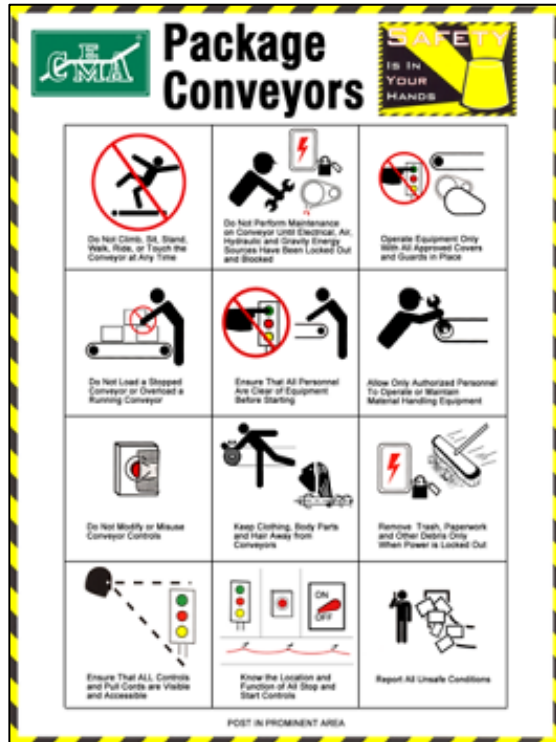 CEMA
Package
Conveyors
SAFETY
IS IN
YOUR
HANDS
Do Not Climb, Sit, Stand,
Walk, Ride, or Touch the
Conveyor at Any Time
Do Not Perform Maintenance
on Conveyor Until Electrical, Air,
Hydraulic and Gravity Energy
Sources Have Been Locked Out
and Blocked
Operate Equipment Only
With All Approved Covers
and Guards in Place
Do Not Load a Stopped
Conveyor or Overload a
Running Conveyor
Ensure That All Personnel
Are Clear of Equipment
Before Starting
Allow Only Authorized Personnel
To Operate or Maintain
Material Handling Equipment
Do Not Modify or Misuse
Conveyor Controls
Keep Clothing, Body Parts
and Hair Away from
Conveyors
Remove Trash, Paperwork
and Other Debris Only
When Power is Locked Out
Ensure That ALL Controls
and Pull Cords are Visible
and Accessible
ON
OFF
Know the Location and
Function of All Stop and
Start Controls
Report All Unsafe Conditions
POST IN PROMINENT AREA